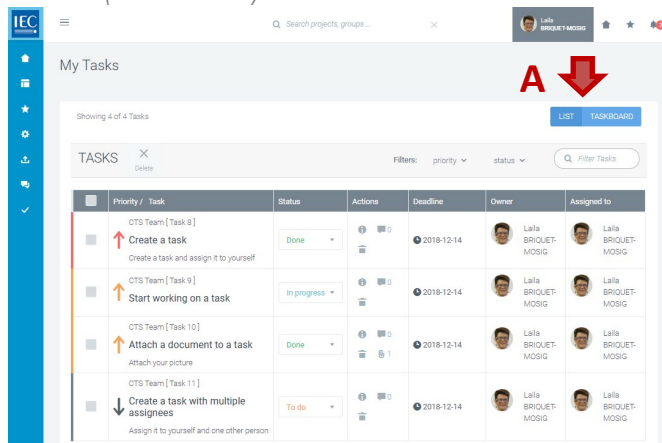 IEC
Search projects, groups ...
Laila
BRIQUET-MOSIG
My Tasks
A
Showing 4 of 4 Tasks
LIST
TASKBOARD
TASKS
Delete
Filters:
priority
status
Filter Tasks
Priority / Task
Status
Actions
Deadline
Owner
Assigned to
CTS Team [ Task 8 ]
Create a task
Create a task and assign it to yourself
Done
0
2018-12-14
Laila
BRIQUET-
MOSIG
Laila
BRIQUET-
MOSIG
CTS Team [ Task 9 ]
Start working on a task
In progress
0
2018-12-14
Laila
BRIQUET-
MOSIG
Laila
BRIQUET-
MOSIG
CTS Team [ Task 10 ]
Attach a document to a task
Attach your picture
Done
0
1
2018-12-14
Laila
BRIQUET-
MOSIG
Laila
BRIQUET-
MOSIG
CTS Team [ Task 11 ]
Create a task with multiple
assignees
Assign it to yourself and one other person
To do
0
2018-12-14
Laila
BRIQUET-
MOSIG
Laila
BRIQUET-
MOSIG